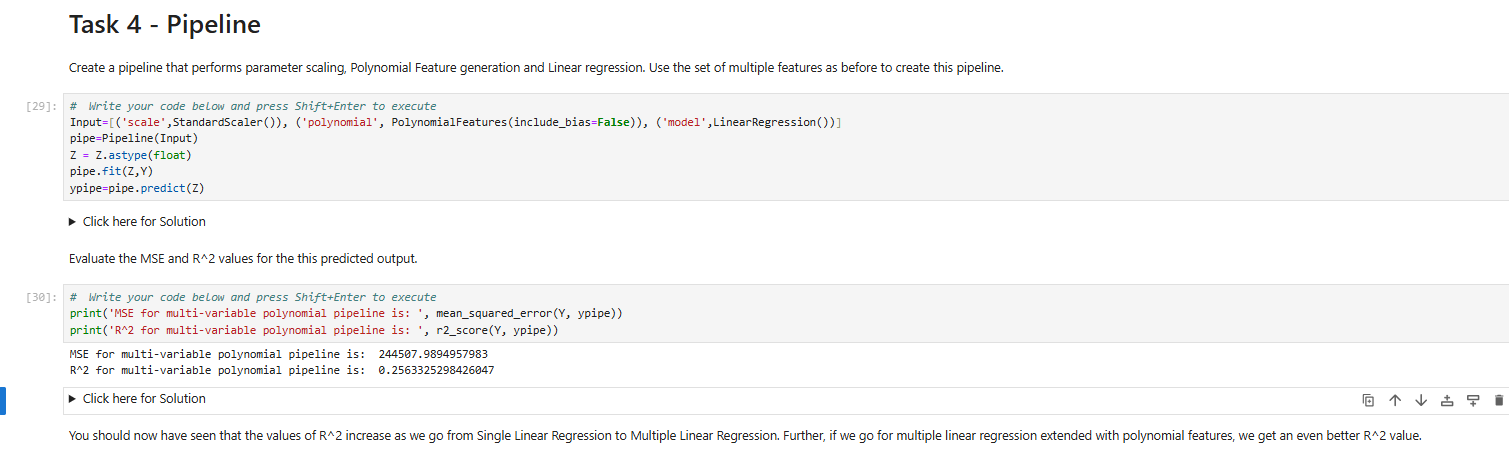 Task 4 - Pipeline
Create a pipeline that performs parameter scaling, Polynomial Feature generation and Linear regression. Use the set of multiple features as before to create this pipeline.
[29]: # Write your code below and press Shift+Enter to execute
Input=[('scale',StandardScaler()), ('polynomial', PolynomialFeatures(include_bias=False)), ('model',LinearRegression())]
pipe=Pipeline(Input)
Z = Z.astype(float)
pipe.fit(Z,Y)
ypipe=pipe.predict(Z)
Click here for Solution
Evaluate the MSE and R^2 values for the this predicted output.
[30]: # Write your code below and press Shift+Enter to execute
print('MSE for multi-variable polynomial pipeline is: ', mean_squared_error(Y, ypipe))
print('R^2 for multi-variable polynomial pipeline is: ', r2_score(Y, ypipe))
MSE for multi-variable polynomial pipeline is:  244507.9894957983
R^2 for multi-variable polynomial pipeline is:  0.2563325298426047
Click here for Solution
You should now have seen that the values of R^2 increase as we go from Single Linear Regression to Multiple Linear Regression. Further, if we go for multiple linear regression extended with polynomial features, we get an even better R^2 value.